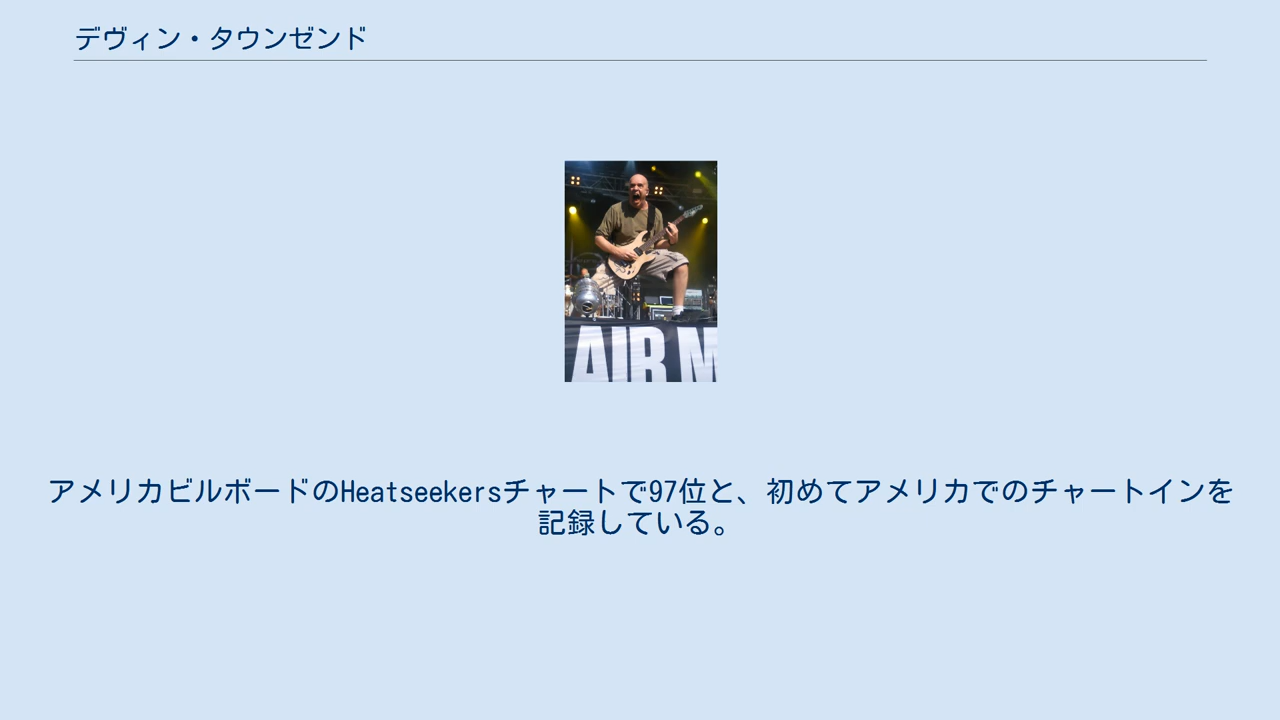 デヴィン・タウンゼンド
AIR M
アメリカビルボードのHeatseekersチャートで97位と、初めてアメリカでのチャートインを
記録している。